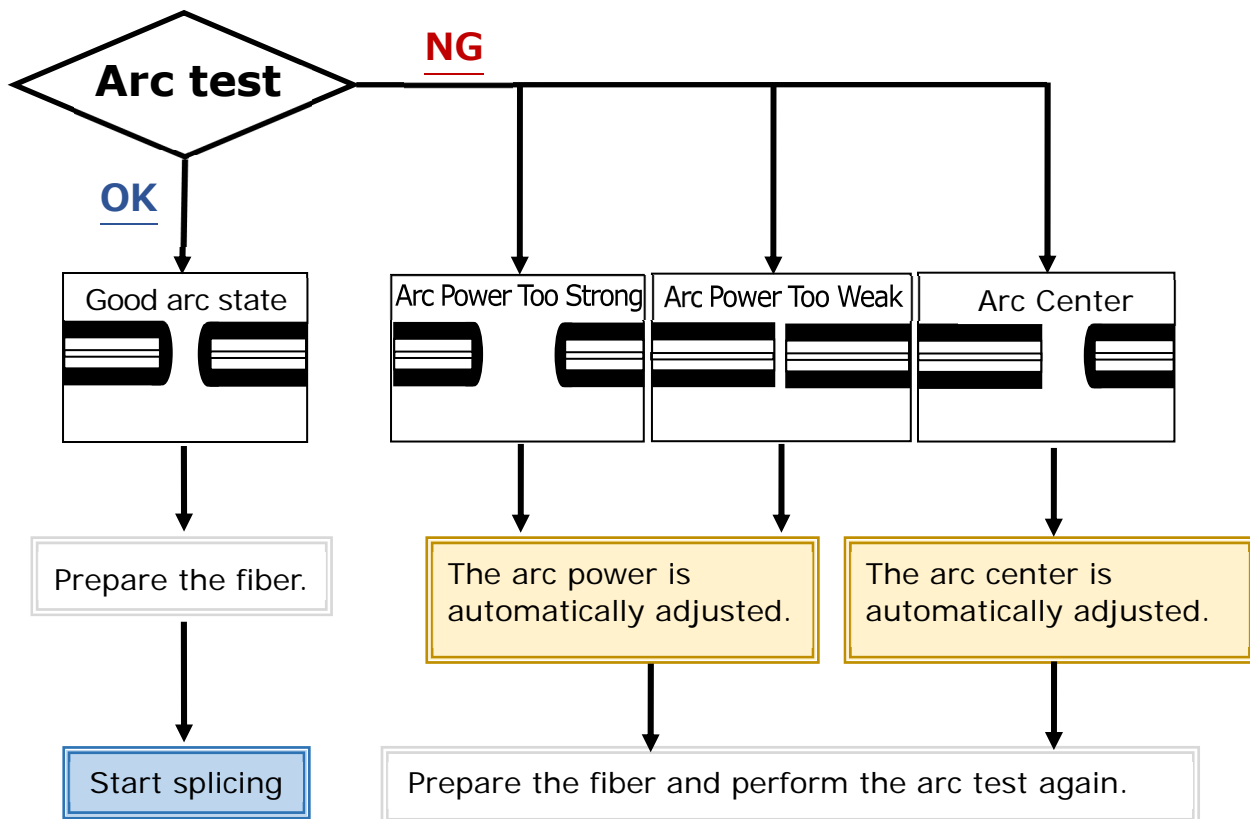 Arc test
NG
OK
Good arc state
Arc Power Too Strong
Arc Power Too Weak
Arc Center
Prepare the fiber.
The arc power is
automatically adjusted.
The arc center is
automatically adjusted.
Start splicing
Prepare the fiber and perform the arc test again.